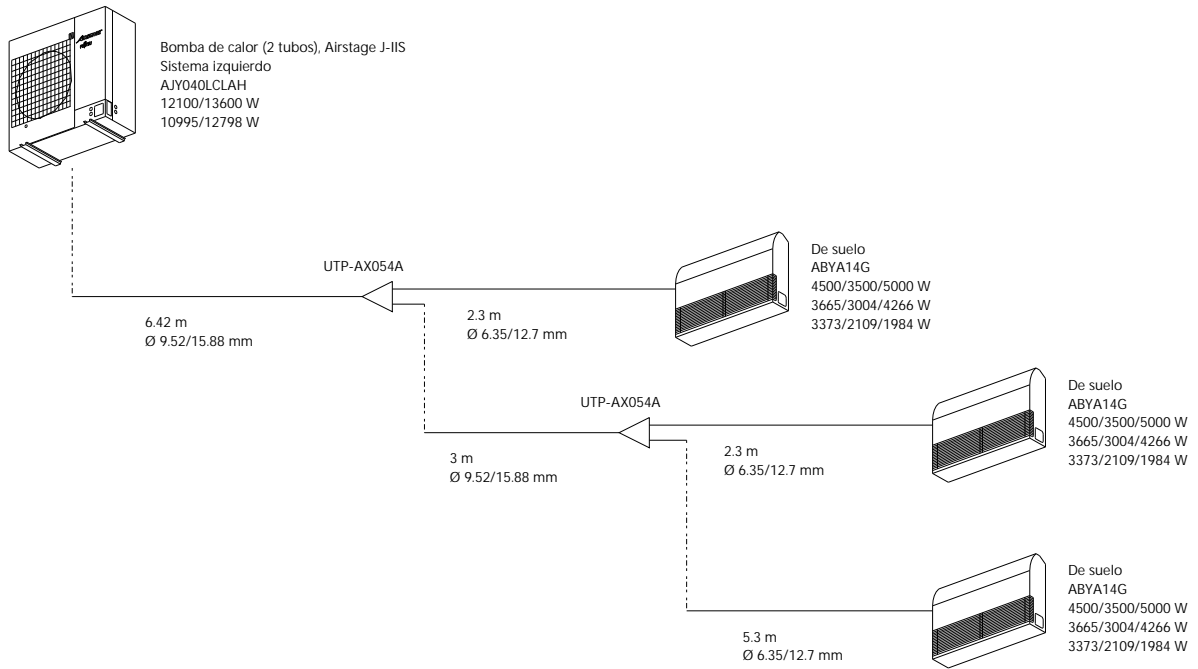 Bomba de calor (2 tubos), Airstage J-IIS
Sistema izquierdo
AJY040LCLAH
12100/13600 W
10995/12798 W
UTP-AX054A
6.42 m
Ø 9.52/15.88 mm
2.3 m
Ø 6.35/12.7 mm
De suelo
ABYA14G
4500/3500/5000 W
3665/3004/4266 W
3373/2109/1984 W
UTP-AX054A
3 m
Ø 9.52/15.88 mm
2.3 m
Ø 6.35/12.7 mm
De suelo
ABYA14G
4500/3500/5000 W
3665/3004/4266 W
3373/2109/1984 W
5.3 m
Ø 6.35/12.7 mm
De suelo
ABYA14G
4500/3500/5000 W
3665/3004/4266 W
3373/2109/1984 W